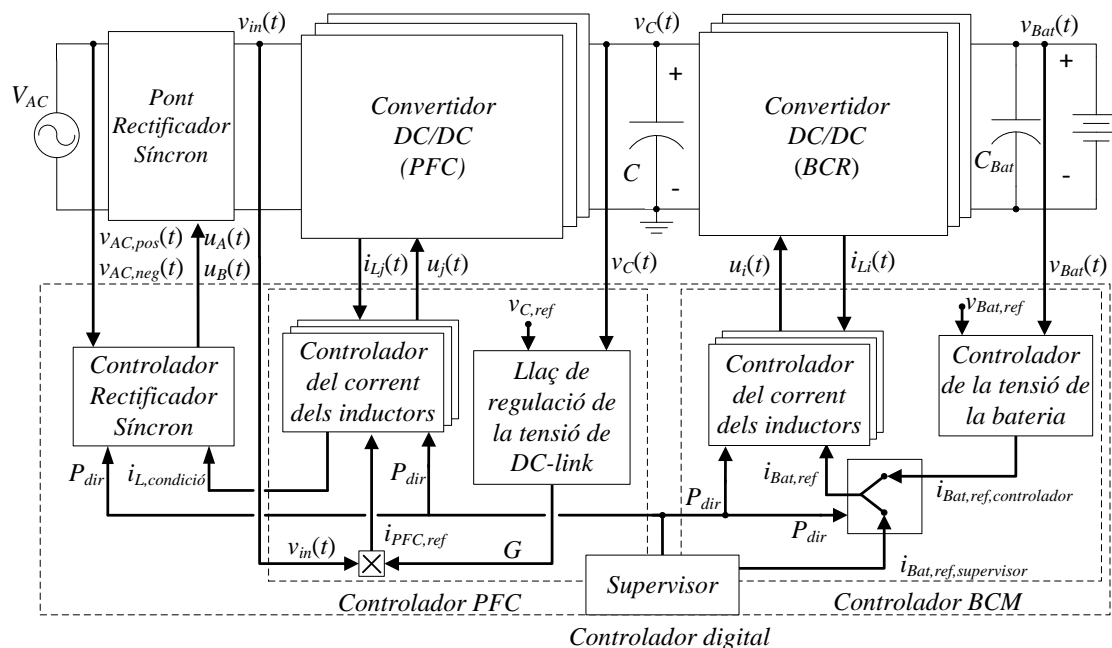 v_in(t)
v_C(t)
v_Bat(t)
V_AC
Pont
Rectificador
Síncron
Convertidor
DC/DC
(PFC)
+
C
-
Convertidor
DC/DC
(BCR)
C_Bat
+
-
v_AC,pos(t)
u_A(t)
v_AC,neg(t)
u_B(t)
i_Lj(t)
u_j(t)
v_C(t)
u_i(t)
i_Li(t)
v_Bat(t)
v_C,ref
v_Bat,ref
Controlador
Rectificador
Síncron
Controlador
del corrent
dels inductors
Llaç de
regulació de
la tensió de
DC-link
Controlador
del corrent
dels inductors
Controlador
de la tensió de
la bateria
P_dir
i_L,condició
P_dir
i_Bat,ref
P_dir
i_Bat,ref,controlador
P_dir
v_in(t)
i_PFC,ref
G
Supervisor
i_Bat,ref,supervisor
Controlador PFC
Controlador BCM
Controlador digital